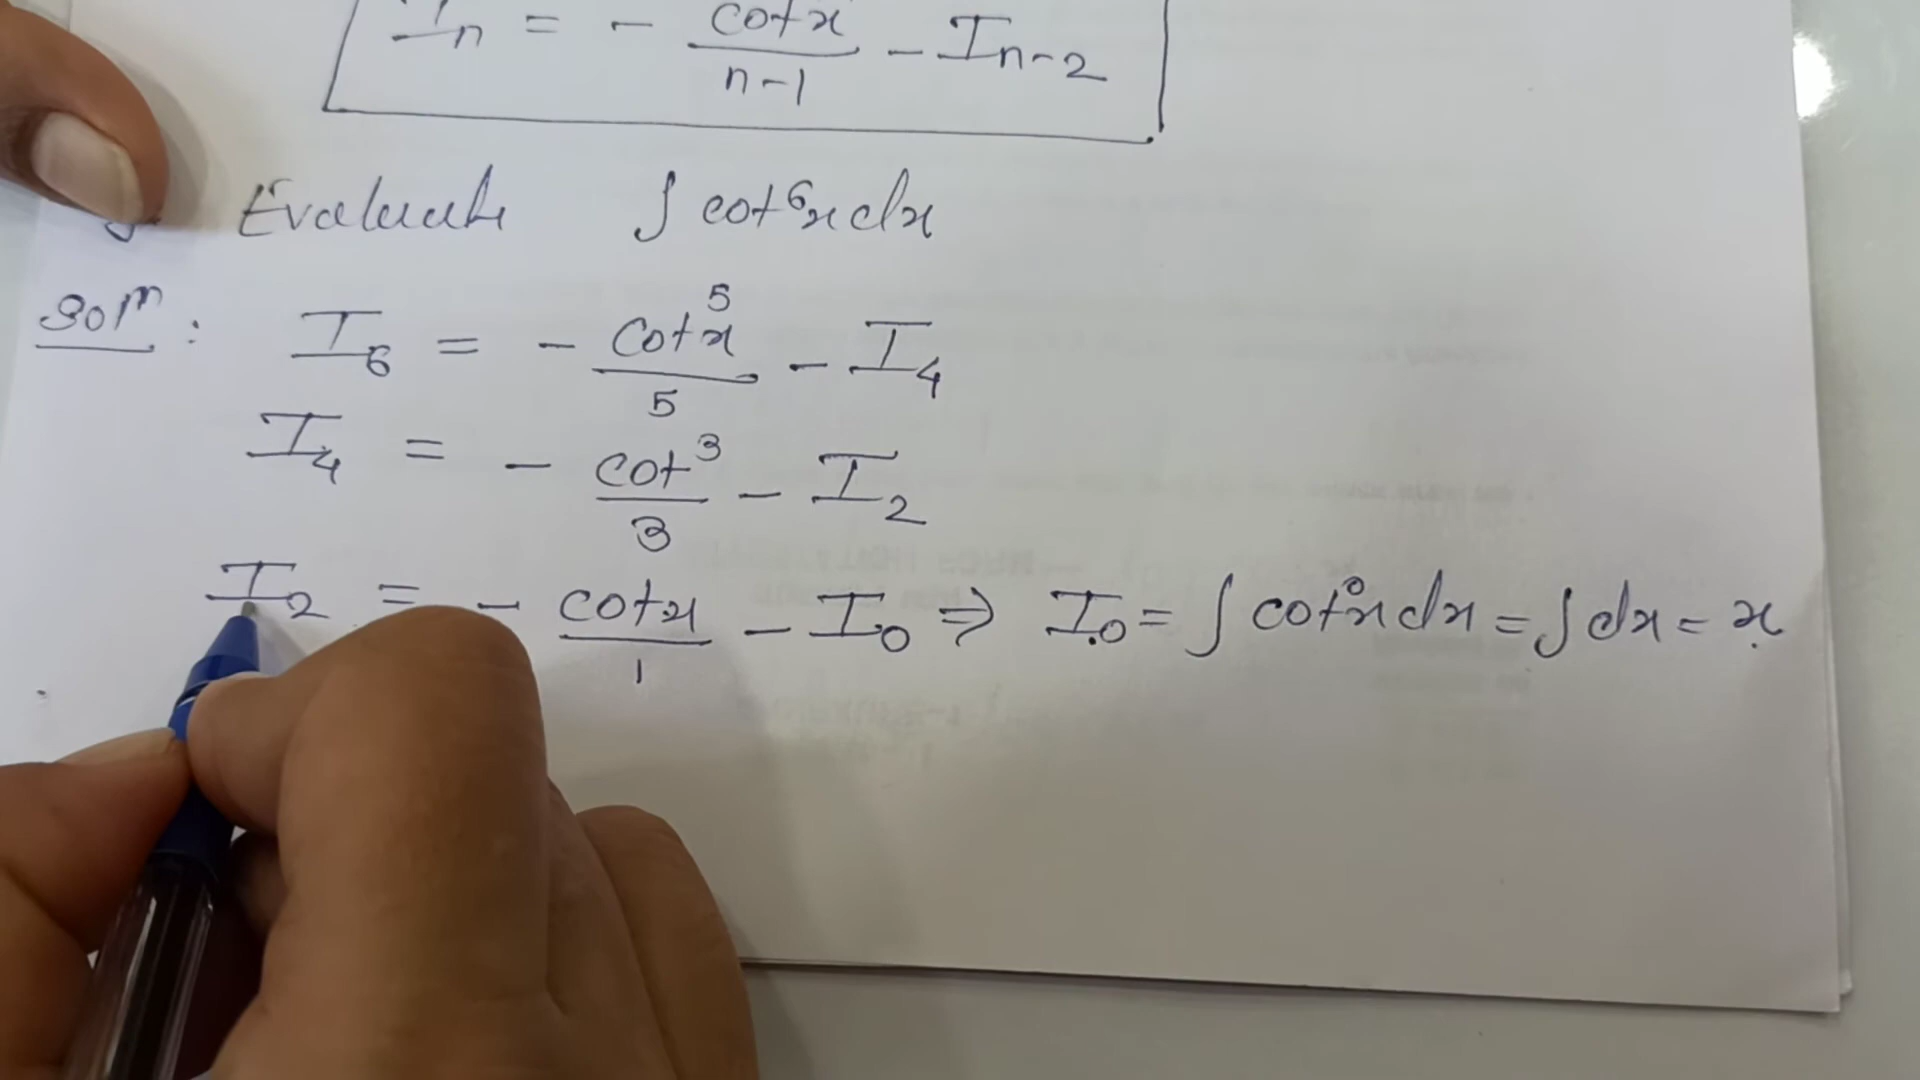 In = - cotx / n-1 - In-2
Evaluate ∫ cot⁶x dx
Solⁿ : I₆ = - cot⁵x / 5 - I₄
I₄ = - cot³ / 3 - I₂
I₂ = - cotx / 1 - I₀ ⇒ I₀ = ∫ cot⁰x dx = ∫ dx = x